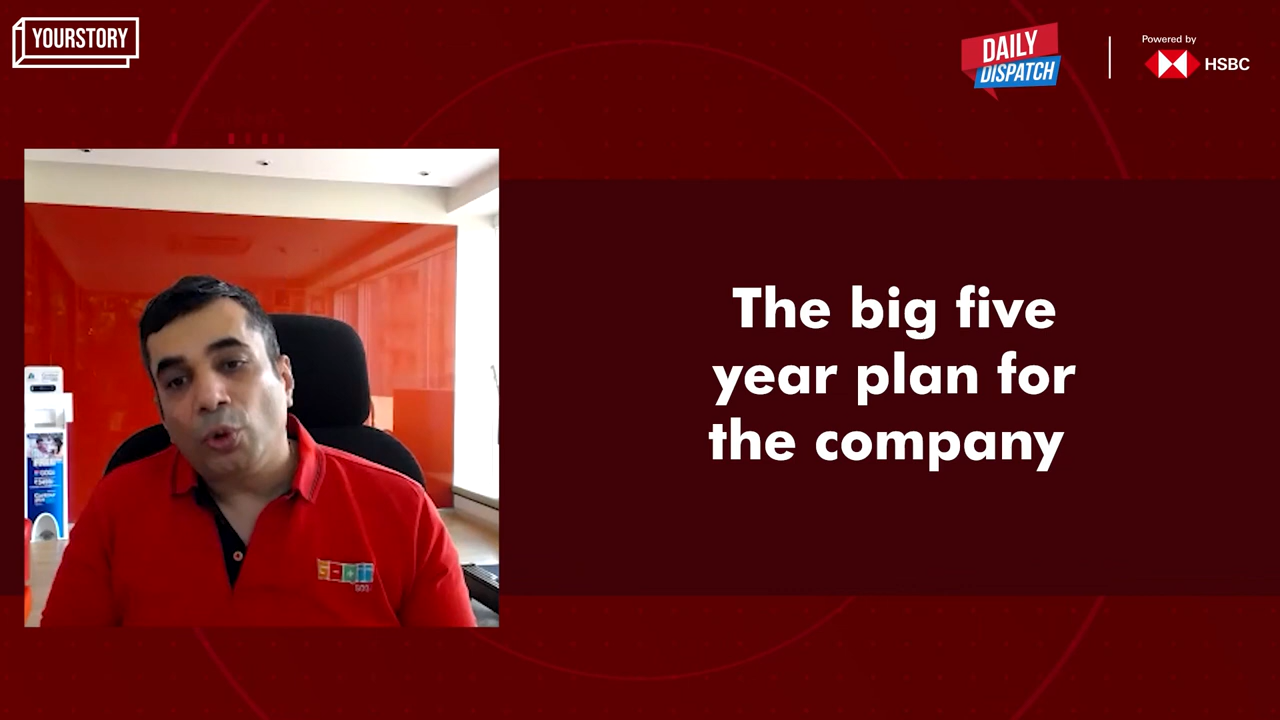 YOURSTORY
DAILY
DISPATCH
Powered by
HSBC
The big five
year plan for
the company